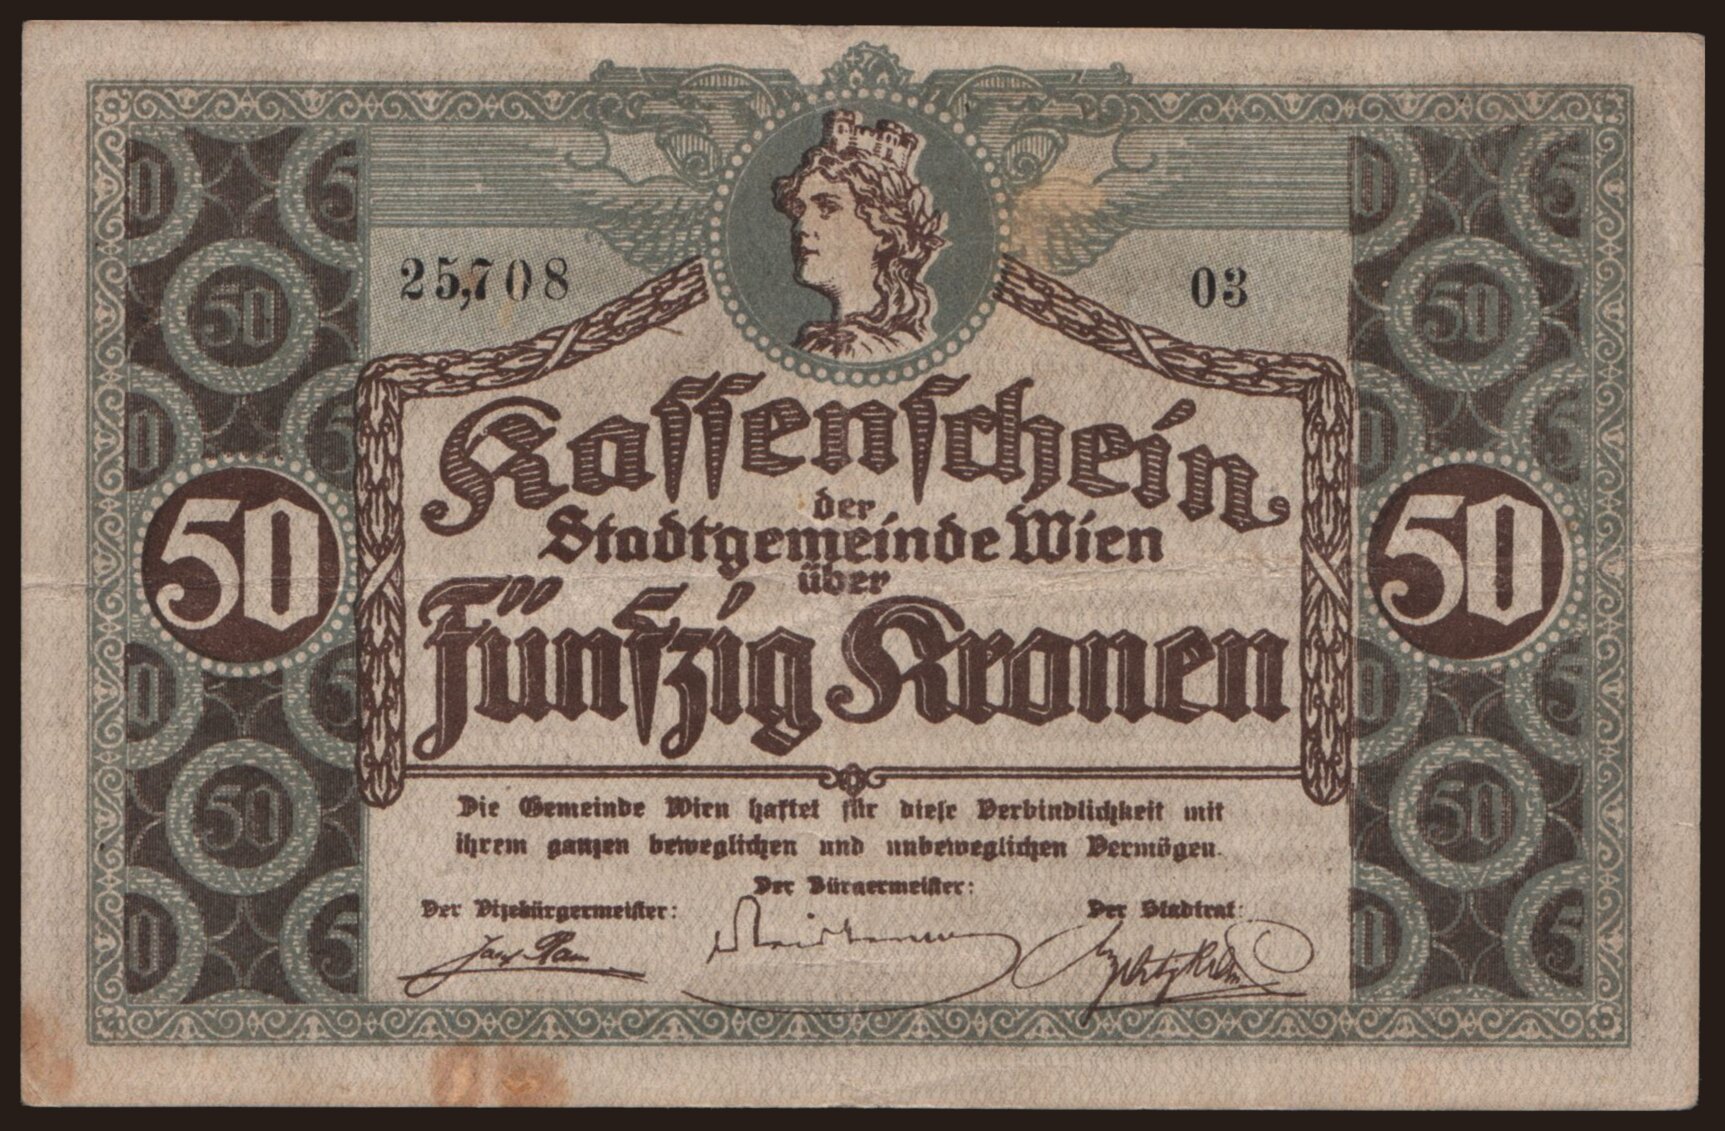 25,708
03
Kassenschein
der
Stadtgemeinde Wien
über
Fünfzig Kronen
50
50
Die Gemeinde Wien haftet für diese Verbindlichkeit mit
ihrem ganzen beweglichen und unbeweglichen Vermögen.
Der Bürgermeister:
Der Vizebürgermeister:
Der Stadtrat: